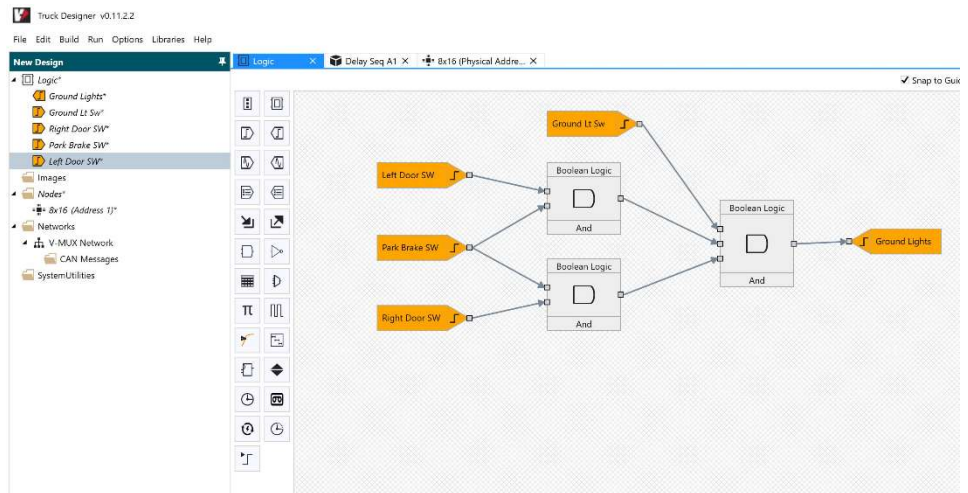 Truck Designer v0.11.2.2
File Edit Build Run Options Libraries Help
New Design
Logic*
Ground Lights*
Ground Lt Sw*
Right Door SW*
Park Brake SW*
Left Door SW*
Images
Nodes*
8x16 (Address 1)*
Networks
V-MUX Network
CAN Messages
SystemUtilities
Logic X Delay Seq A1 X 8x16 (Physical Addre... X
Snap to Guid
Ground Lt Sw
Left Door SW
Boolean Logic
And
Park Brake SW
Boolean Logic
And
Right Door SW
Boolean Logic
And
Ground Lights